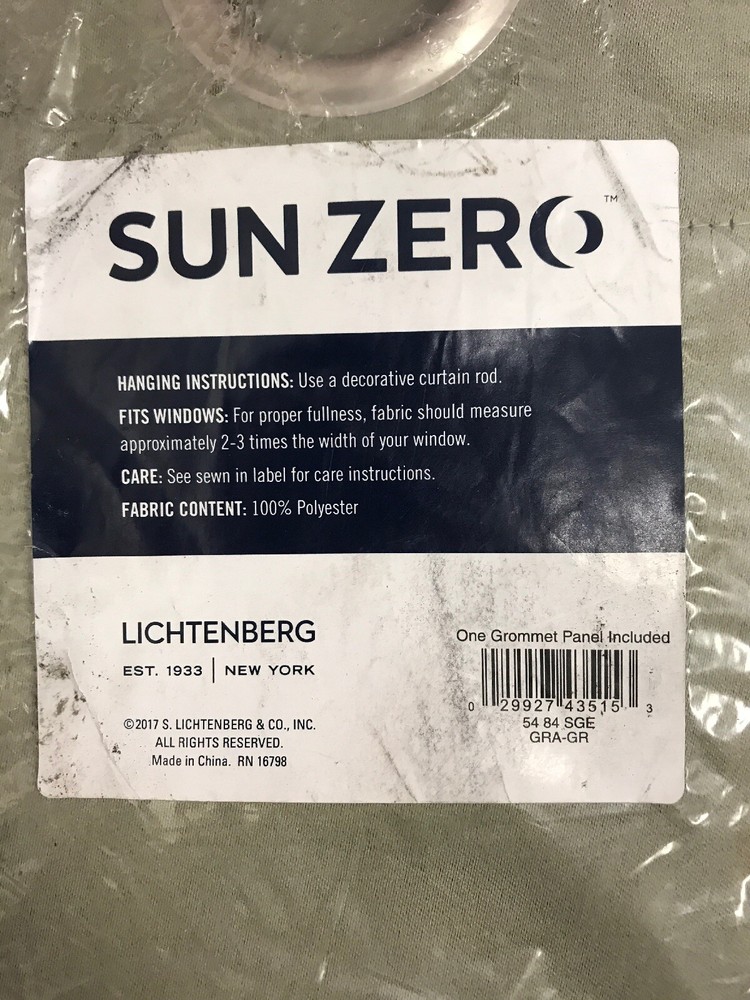 SUN ZERO™
HANGING INSTRUCTIONS: Use a decorative curtain rod.
FITS WINDOWS: For proper fullness, fabric should measure
approximately 2-3 times the width of your window.
CARE: See sewn in label for care instructions.
FABRIC CONTENT: 100% Polyester
LICHTENBERG
EST. 1933 | NEW YORK
©2017 S. LICHTENBERG & CO., INC.
ALL RIGHTS RESERVED.
Made in China. RN 16798
One Grommet Panel Included
0 29927 43515 3
54 84 SGE
GRA-GR